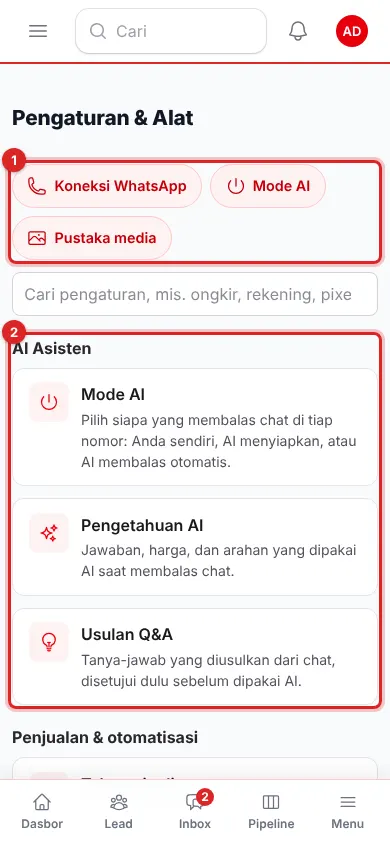 Cari
AD
Pengaturan & Alat
1
Koneksi WhatsApp
Mode AI
Pustaka media
Cari pengaturan, mis. ongkir, rekening, pixe
2
AI Asisten
Mode AI
Pilih siapa yang membalas chat di tiap
nomor: Anda sendiri, AI menyiapkan, atau
AI membalas otomatis.
Pengetahuan AI
Jawaban, harga, dan arahan yang dipakai
AI saat membalas chat.
Usulan Q&A
Tanya-jawab yang diusulkan dari chat,
disetujui dulu sebelum dipakai AI.
Penjualan & otomatisasi
2
Dasbor
Lead
Inbox
Pipeline
Menu